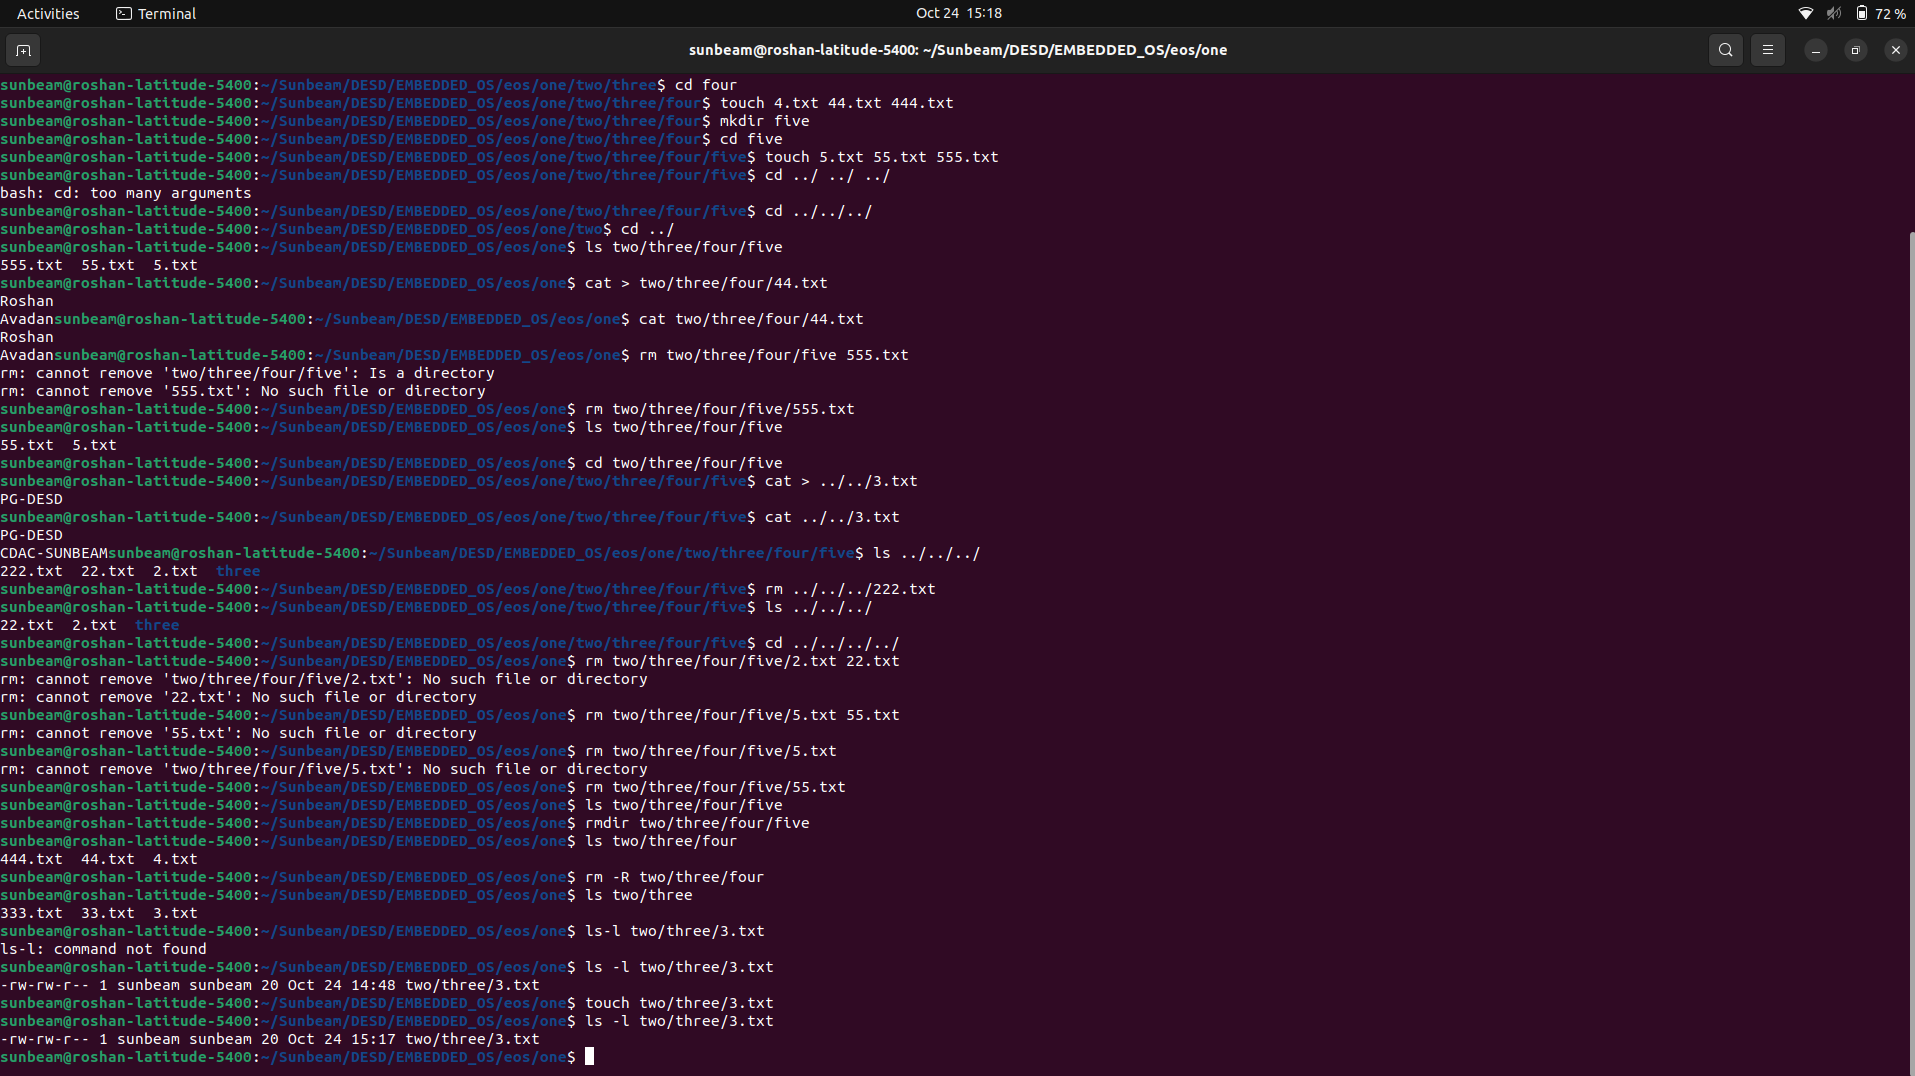 Activities Terminal Oct 24 15:18 72 %
sunbeam@roshan-latitude-5400: ~/Sunbeam/DESD/EMBEDDED_OS/eos/one
sunbeam@roshan-latitude-5400:~/Sunbeam/DESD/EMBEDDED_OS/eos/one/two/three$ cd four
sunbeam@roshan-latitude-5400:~/Sunbeam/DESD/EMBEDDED_OS/eos/one/two/three/four$ touch 4.txt 44.txt 444.txt
sunbeam@roshan-latitude-5400:~/Sunbeam/DESD/EMBEDDED_OS/eos/one/two/three/four$ mkdir five
sunbeam@roshan-latitude-5400:~/Sunbeam/DESD/EMBEDDED_OS/eos/one/two/three/four$ cd five
sunbeam@roshan-latitude-5400:~/Sunbeam/DESD/EMBEDDED_OS/eos/one/two/three/four/five$ touch 5.txt 55.txt 555.txt
sunbeam@roshan-latitude-5400:~/Sunbeam/DESD/EMBEDDED_OS/eos/one/two/three/four/five$ cd ../ ../ ../
bash: cd: too many arguments
sunbeam@roshan-latitude-5400:~/Sunbeam/DESD/EMBEDDED_OS/eos/one/two/three/four/five$ cd ../../../
sunbeam@roshan-latitude-5400:~/Sunbeam/DESD/EMBEDDED_OS/eos/one/two$ cd ../
sunbeam@roshan-latitude-5400:~/Sunbeam/DESD/EMBEDDED_OS/eos/one$ ls two/three/four/five
555.txt  55.txt  5.txt
sunbeam@roshan-latitude-5400:~/Sunbeam/DESD/EMBEDDED_OS/eos/one$ cat > two/three/four/44.txt
Roshan
Avadansunbeam@roshan-latitude-5400:~/Sunbeam/DESD/EMBEDDED_OS/eos/one$ cat two/three/four/44.txt
Roshan
Avadansunbeam@roshan-latitude-5400:~/Sunbeam/DESD/EMBEDDED_OS/eos/one$ rm two/three/four/five 555.txt
rm: cannot remove 'two/three/four/five': Is a directory
rm: cannot remove '555.txt': No such file or directory
sunbeam@roshan-latitude-5400:~/Sunbeam/DESD/EMBEDDED_OS/eos/one$ rm two/three/four/five/555.txt
sunbeam@roshan-latitude-5400:~/Sunbeam/DESD/EMBEDDED_OS/eos/one$ ls two/three/four/five
55.txt  5.txt
sunbeam@roshan-latitude-5400:~/Sunbeam/DESD/EMBEDDED_OS/eos/one$ cd two/three/four/five
sunbeam@roshan-latitude-5400:~/Sunbeam/DESD/EMBEDDED_OS/eos/one/two/three/four/five$ cat > ../../3.txt
PG-DESD
sunbeam@roshan-latitude-5400:~/Sunbeam/DESD/EMBEDDED_OS/eos/one/two/three/four/five$ cat ../../3.txt
PG-DESD
CDAC-SUNBEAMsunbeam@roshan-latitude-5400:~/Sunbeam/DESD/EMBEDDED_OS/eos/one/two/three/four/five$ ls ../../../
222.txt  22.txt  2.txt  three
sunbeam@roshan-latitude-5400:~/Sunbeam/DESD/EMBEDDED_OS/eos/one/two/three/four/five$ rm ../../../222.txt
sunbeam@roshan-latitude-5400:~/Sunbeam/DESD/EMBEDDED_OS/eos/one/two/three/four/five$ ls ../../../
22.txt  2.txt  three
sunbeam@roshan-latitude-5400:~/Sunbeam/DESD/EMBEDDED_OS/eos/one/two/three/four/five$ cd ../../../../
sunbeam@roshan-latitude-5400:~/Sunbeam/DESD/EMBEDDED_OS/eos/one$ rm two/three/four/five/2.txt 22.txt
rm: cannot remove 'two/three/four/five/2.txt': No such file or directory
rm: cannot remove '22.txt': No such file or directory
sunbeam@roshan-latitude-5400:~/Sunbeam/DESD/EMBEDDED_OS/eos/one$ rm two/three/four/five/5.txt 55.txt
rm: cannot remove '55.txt': No such file or directory
sunbeam@roshan-latitude-5400:~/Sunbeam/DESD/EMBEDDED_OS/eos/one$ rm two/three/four/five/5.txt
rm: cannot remove 'two/three/four/five/5.txt': No such file or directory
sunbeam@roshan-latitude-5400:~/Sunbeam/DESD/EMBEDDED_OS/eos/one$ rm two/three/four/five/55.txt
sunbeam@roshan-latitude-5400:~/Sunbeam/DESD/EMBEDDED_OS/eos/one$ ls two/three/four/five
sunbeam@roshan-latitude-5400:~/Sunbeam/DESD/EMBEDDED_OS/eos/one$ rmdir two/three/four/five
sunbeam@roshan-latitude-5400:~/Sunbeam/DESD/EMBEDDED_OS/eos/one$ ls two/three/four
444.txt  44.txt  4.txt
sunbeam@roshan-latitude-5400:~/Sunbeam/DESD/EMBEDDED_OS/eos/one$ rm -R two/three/four
sunbeam@roshan-latitude-5400:~/Sunbeam/DESD/EMBEDDED_OS/eos/one$ ls two/three
333.txt  33.txt  3.txt
sunbeam@roshan-latitude-5400:~/Sunbeam/DESD/EMBEDDED_OS/eos/one$ ls-l two/three/3.txt
ls-l: command not found
sunbeam@roshan-latitude-5400:~/Sunbeam/DESD/EMBEDDED_OS/eos/one$ ls -l two/three/3.txt
-rw-rw-r-- 1 sunbeam sunbeam 20 Oct 24 14:48 two/three/3.txt
sunbeam@roshan-latitude-5400:~/Sunbeam/DESD/EMBEDDED_OS/eos/one$ touch two/three/3.txt
sunbeam@roshan-latitude-5400:~/Sunbeam/DESD/EMBEDDED_OS/eos/one$ ls -l two/three/3.txt
-rw-rw-r-- 1 sunbeam sunbeam 20 Oct 24 15:17 two/three/3.txt
sunbeam@roshan-latitude-5400:~/Sunbeam/DESD/EMBEDDED_OS/eos/one$